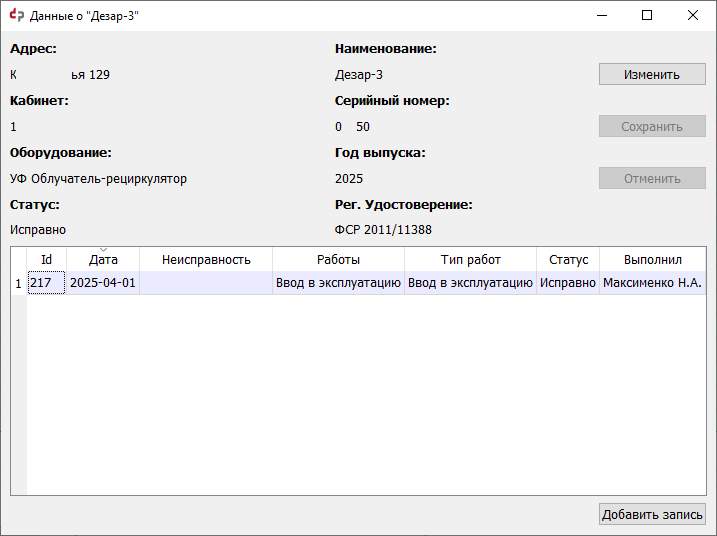 Данные о "Дезар-3"
Адрес:
К ья 129
Наименование:
Дезар-3
Изменить
Кабинет:
1
Серийный номер:
0 50
Сохранить
Оборудование:
УФ Облучатель-рециркулятор
Год выпуска:
2025
Отменить
Статус:
Исправно
Рег. Удостоверение:
ФСР 2011/11388
Id Дата Неисправность Работы Тип работ Статус Выполнил
1 217 2025-04-01 Ввод в эксплуатацию Ввод в эксплуатацию Исправно Максименко Н.А.
Добавить запись